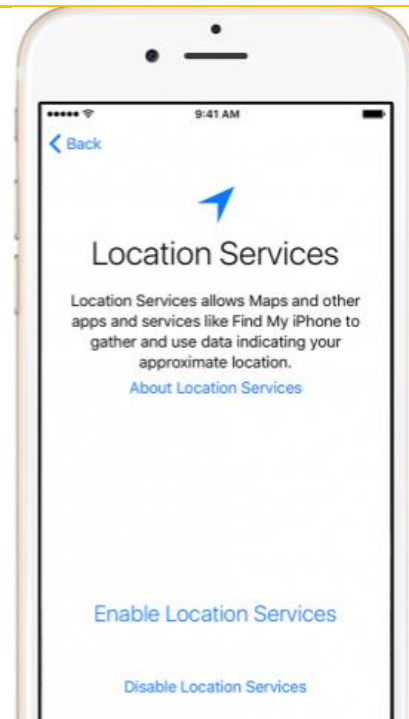 9:41 AM
Back
Location Services
Location Services allows Maps and other
apps and services like Find My iPhone to
gather and use data indicating your
approximate location.
About Location Services
Enable Location Services
Disable Location Services